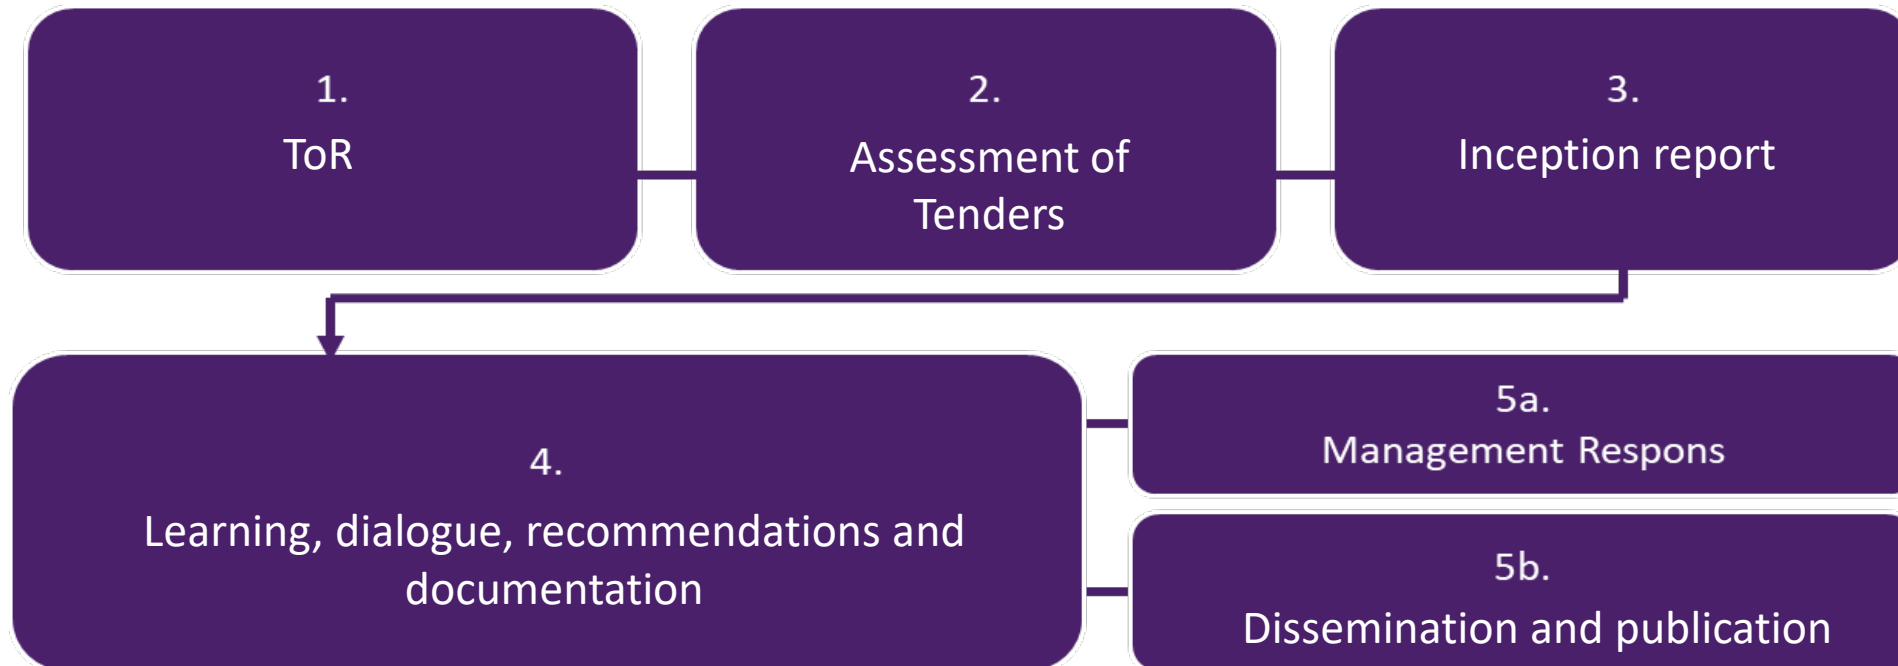 1.
ToR
2.
Assessment of
Tenders
3.
Inception report
4.
Learning, dialogue, recommendations and
documentation
5a.
Management Respons
5b.
Dissemination and publication